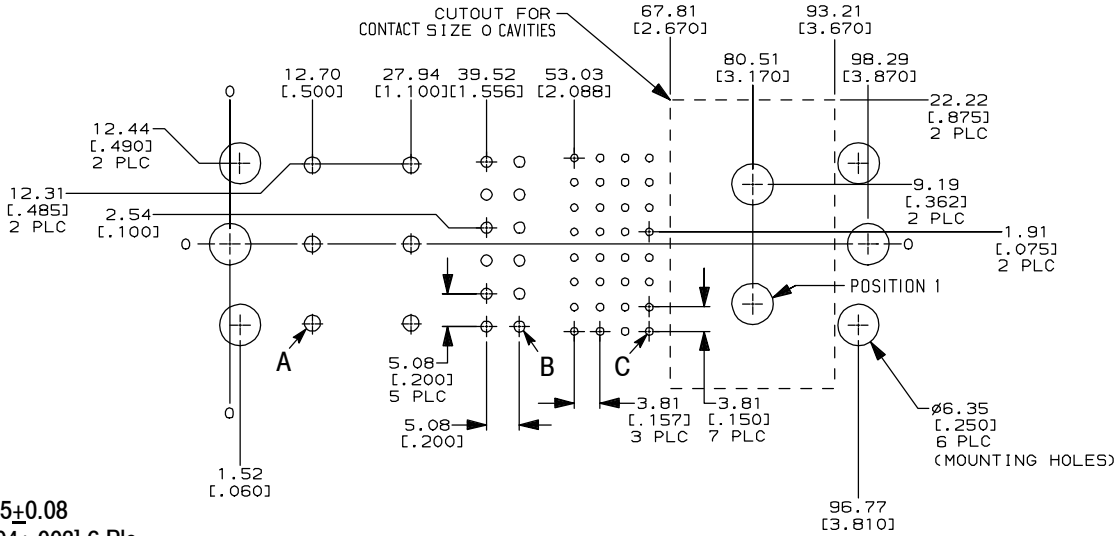 CUTOUT FOR
CONTACT SIZE O CAVITIES
67.81
[2.670]
93.21
[3.670]
80.51
[3.170]
98.29
[3.870]
0
12.70
[.500]
27.94
[1.100]
39.52
[1.556]
53.03
[2.088]
22.22
[.875]
2 PLC
12.44
[.490]
2 PLC
12.31
[.485]
2 PLC
2.54
[.100]
9.19
[.362]
2 PLC
0
0
1.91
[.075]
2 PLC
POSITION 1
A
B
C
5.08
[.200]
5 PLC
0
5.08
[.200]
3.81
[.157]
3 PLC
3.81
[.150]
7 PLC
ø6.35
[.250]
6 PLC
(MOUNTING HOLES)
1.52
[.060]
96.77
[3.810]
5±0.08